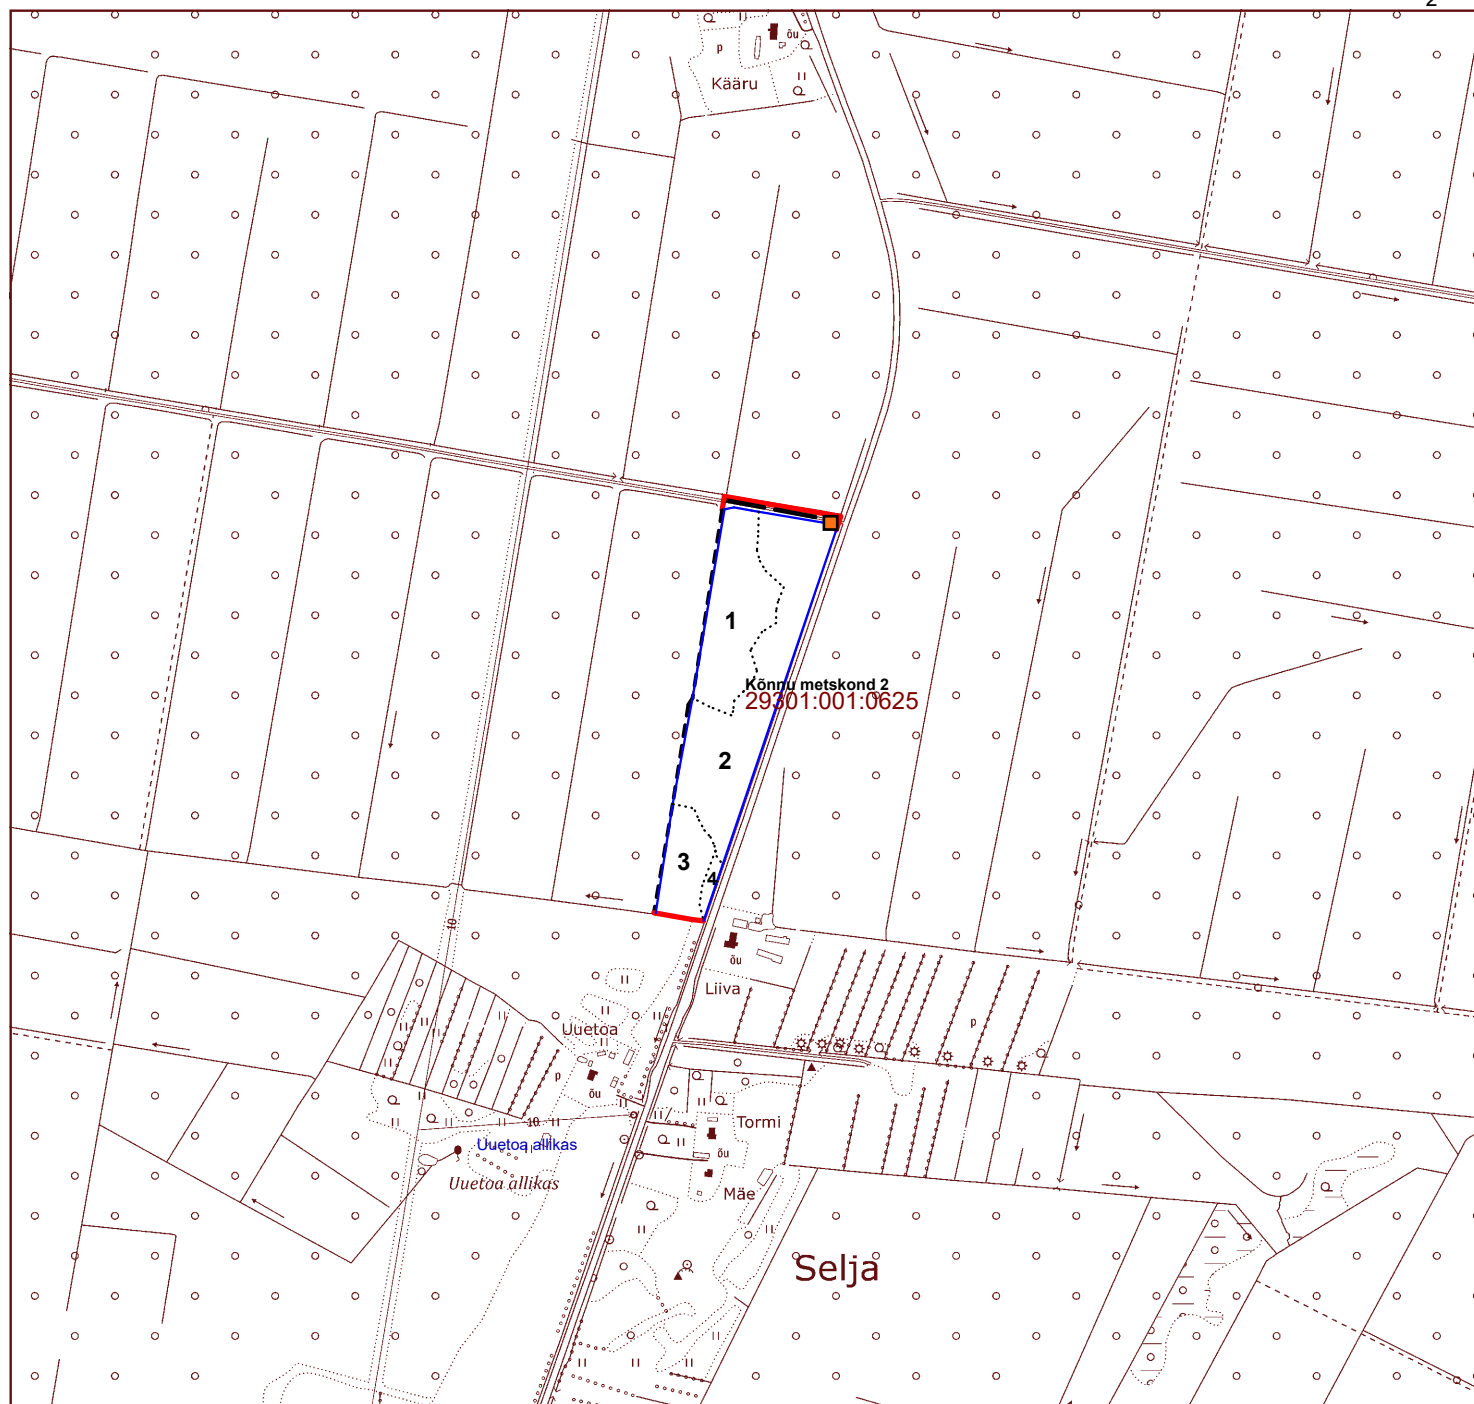 2
õu
p
Kääru
1
Kõnnu metskond 2
29301:001:0625
2
3
4
10
õu
Liiva
p
Uuetoa
p
õu
10
Tormi
Uuetoa allikas
õu
Uuetoa allikas
Mäe
Selja